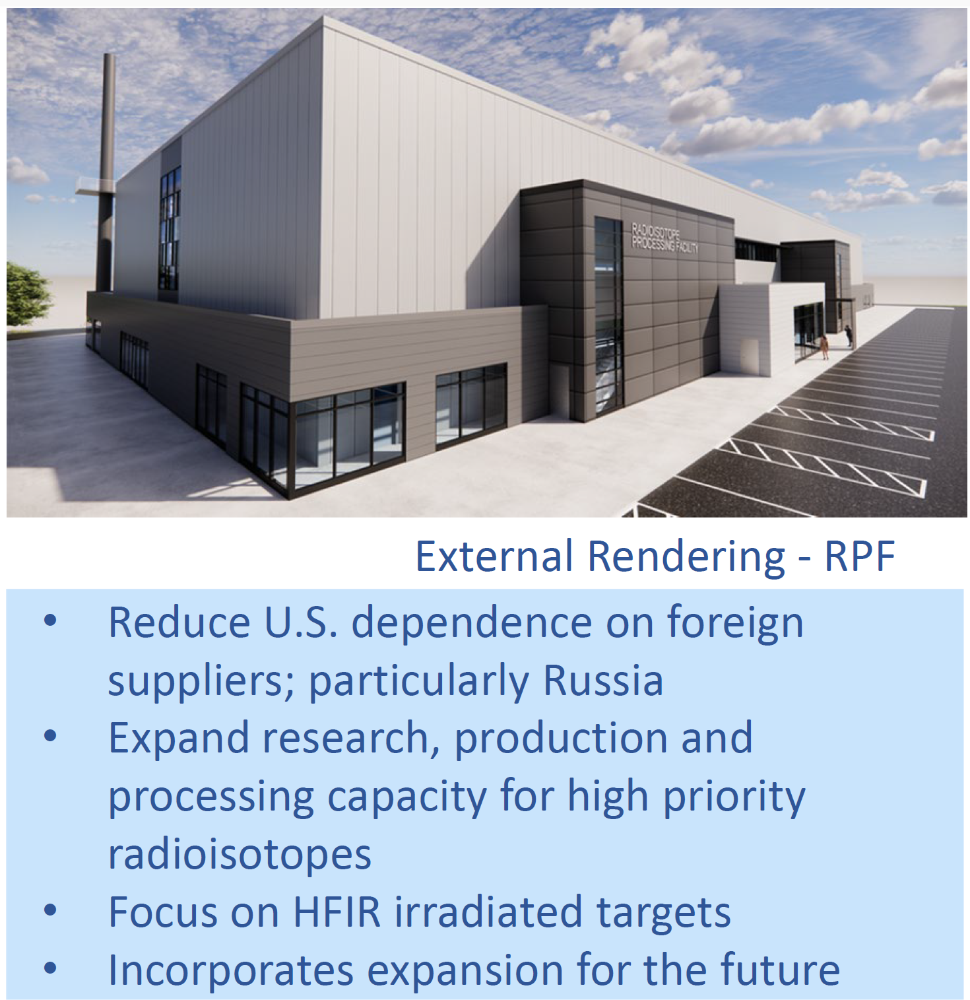 RADIOISOTOPE
PROCESSING FACILITY
External Rendering - RPF
• Reduce U.S. dependence on foreign
suppliers; particularly Russia
• Expand research, production and
processing capacity for high priority
radioisotopes
• Focus on HFIR irradiated targets
• Incorporates expansion for the future